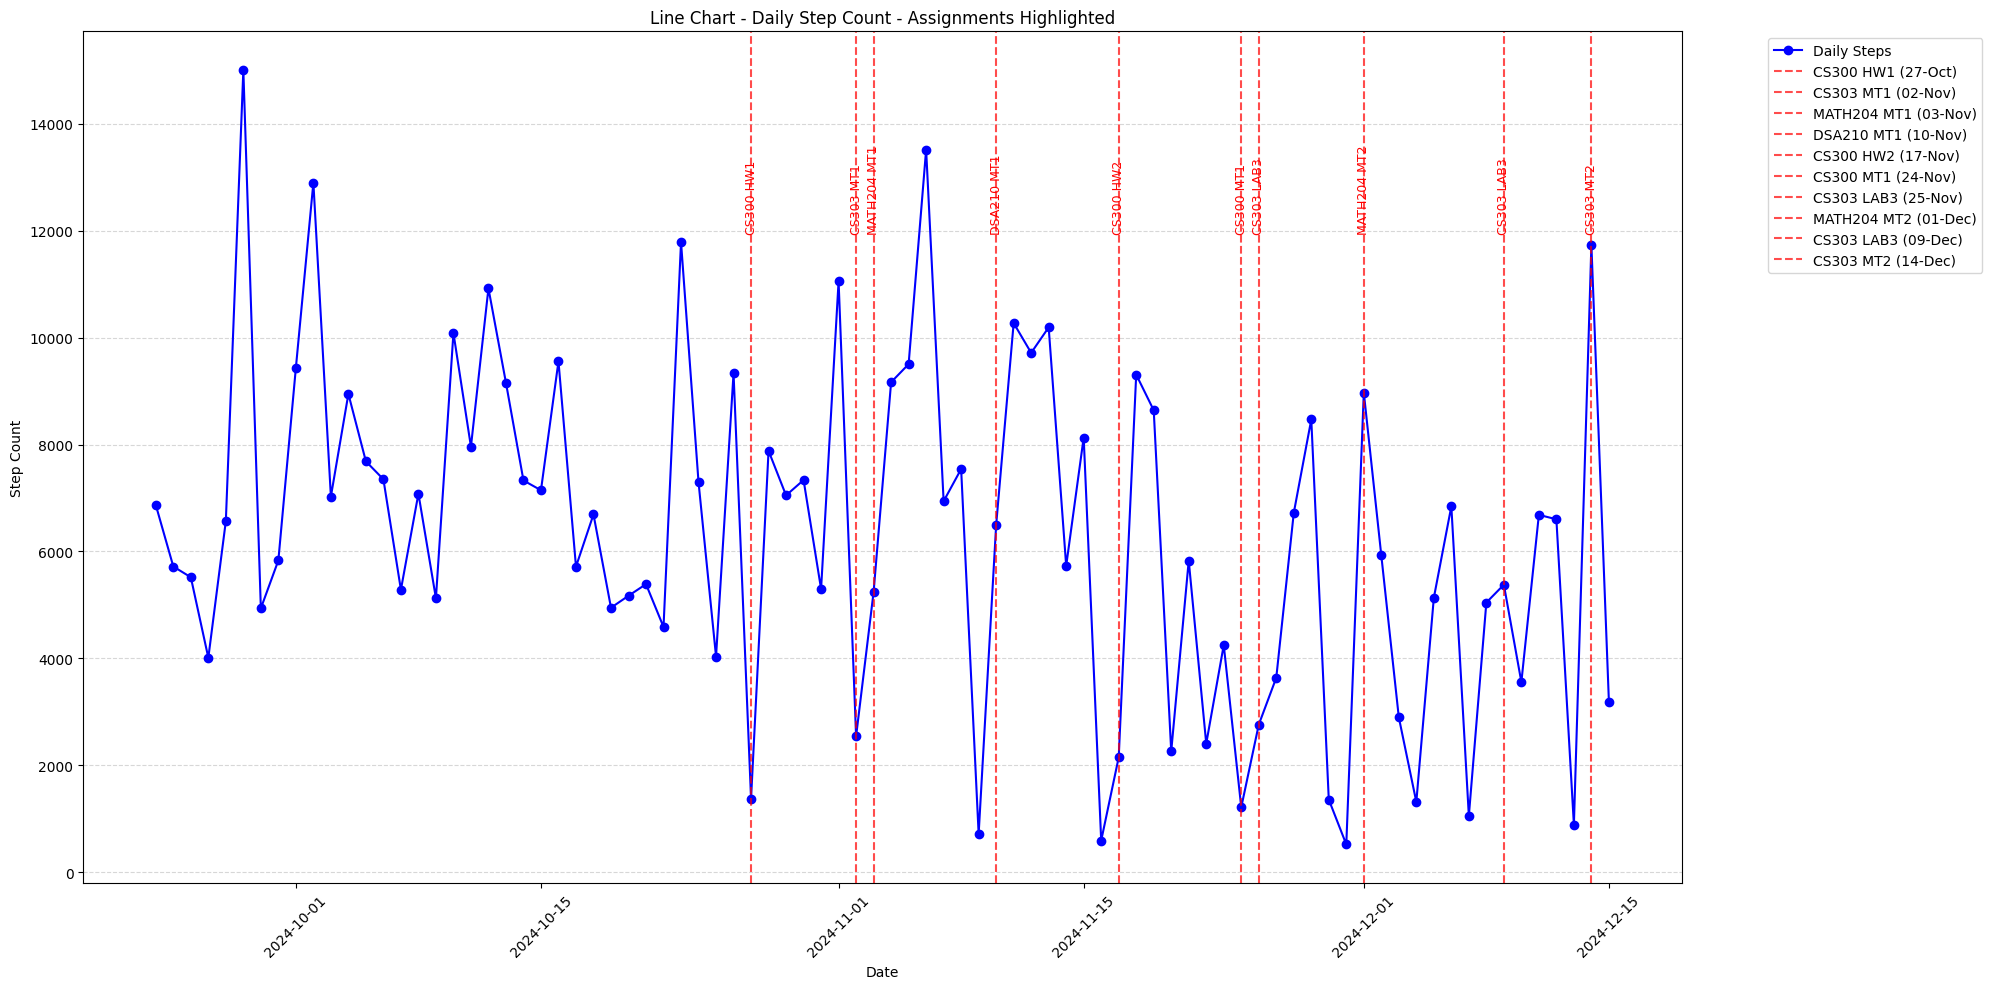 Line Chart - Daily Step Count - Assignments Highlighted
Step Count
14000
12000
10000
8000
6000
4000
2000
0
CS300 HW1
CS303 MT1
MATH204 MT1
DSA210 MT1
CS300 HW2
CS300 MT1
CS303 LAB3
MATH204 MT2
CS303 LAB3
CS303 MT2
2024-10-01
2024-10-15
2024-11-01
2024-11-15
2024-12-01
2024-12-15
Date
Daily Steps
CS300 HW1 (27-Oct)
CS303 MT1 (02-Nov)
MATH204 MT1 (03-Nov)
DSA210 MT1 (10-Nov)
CS300 HW2 (17-Nov)
CS300 MT1 (24-Nov)
CS303 LAB3 (25-Nov)
MATH204 MT2 (01-Dec)
CS303 LAB3 (09-Dec)
CS303 MT2 (14-Dec)